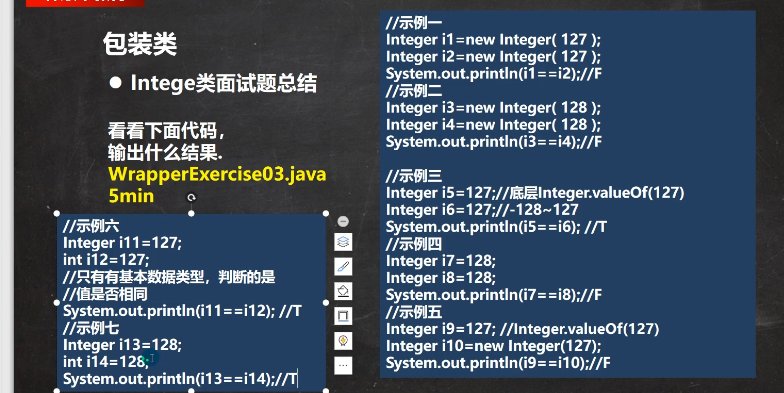 包装类
Intege类面试题总结
看看下面代码，
输出什么结果.
WrapperExercise03.java
5min
//示例六
Integer i11=127;
int i12=127;
//只有有基本数据类型，判断的是
//值是否相同
System.out.println(i11==i12); //T
//示例七
Integer i13=128;
int i14=128;
System.out.println(i13==i14);//T
//示例一
Integer i1=new Integer( 127 );
Integer i2=new Integer( 127 );
System.out.println(i1==i2);//F
//示例二
Integer i3=new Integer( 128 );
Integer i4=new Integer( 128 );
System.out.println(i3==i4);//F
//示例三
Integer i5=127;//底层Integer.valueOf(127)
Integer i6=127;//-128~127
System.out.println(i5==i6); //T
//示例四
Integer i7=128;
Integer i8=128;
System.out.println(i7==i8);//F
//示例五
Integer i9=127; //Integer.valueOf(127)
Integer i10=new Integer(127);
System.out.println(i9==i10);//F